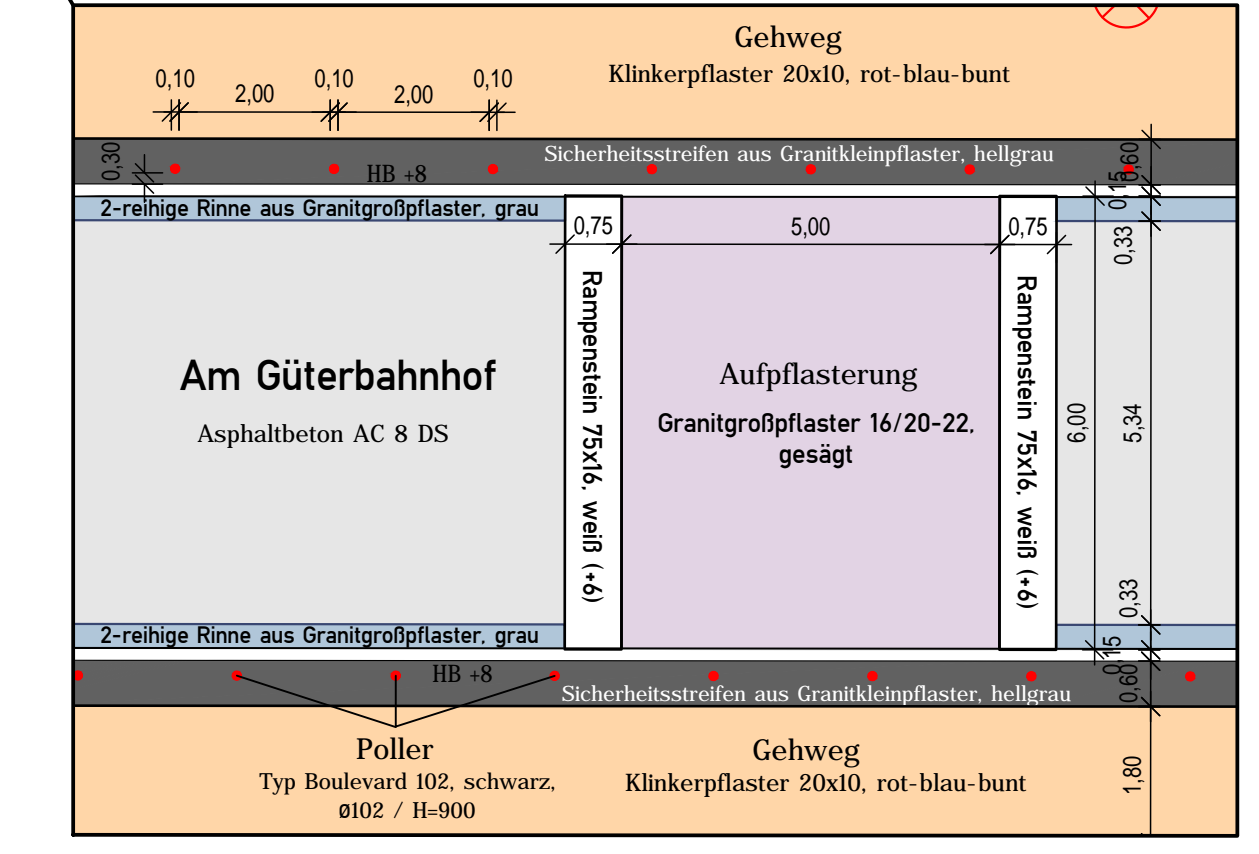 Gehweg
Klinkerpflaster 20x10, rot-blau-bunt
0,10
2,00
0,10
2,00
0,10
0,30
HB +8
Sicherheitsstreifen aus Granitkleinpflaster, hellgrau
0,60
0,15
2-reihige Rinne aus Granitgroßpflaster, grau
0,75
5,00
0,75
0,33
Rampenstein 75x16, weiß (+6)
Rampenstein 75x16, weiß (+6)
Am Güterbahnhof
Asphaltbeton AC 8 DS
Aufpflasterung
Granitgroßpflaster 16/20-22,
gesägt
6,00
5,34
0,33
2-reihige Rinne aus Granitgroßpflaster, grau
0,15
HB +8
Sicherheitsstreifen aus Granitkleinpflaster, hellgrau
0,60
Poller
Typ Boulevard 102, schwarz,
ø102 / H=900
Gehweg
Klinkerpflaster 20x10, rot-blau-bunt
1,80